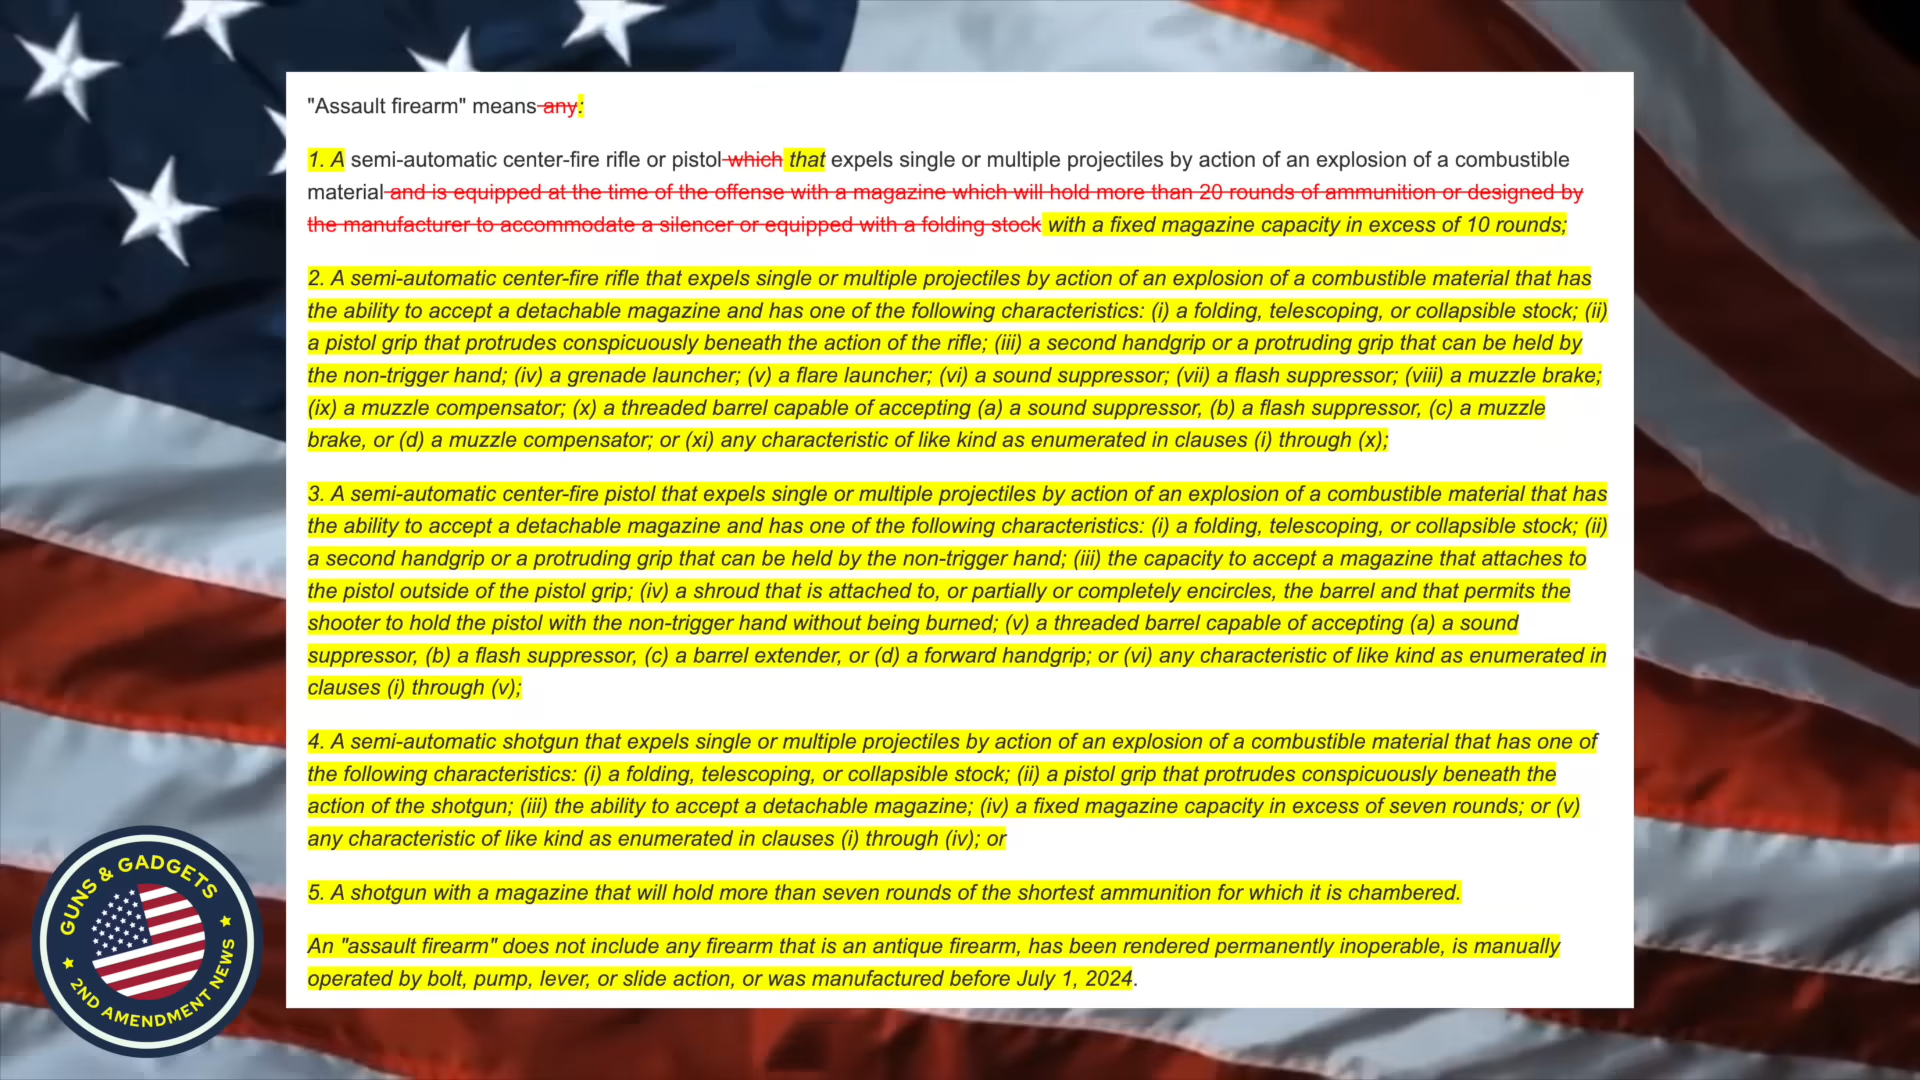 "Assault firearm" means any:
1. A semi-automatic center-fire rifle or pistol which that expels single or multiple projectiles by action of an explosion of a combustible
material and is equipped at the time of the offense with a magazine which will hold more than 20 rounds of ammunition or designed by
the manufacturer to accommodate a silencer or equipped with a folding stock with a fixed magazine capacity in excess of 10 rounds;
2. A semi-automatic center-fire rifle that expels single or multiple projectiles by action of an explosion of a combustible material that has
the ability to accept a detachable magazine and has one of the following characteristics: (i) a folding, telescoping, or collapsible stock; (ii)
a pistol grip that protrudes conspicuously beneath the action of the rifle; (iii) a second handgrip or a protruding grip that can be held by
the non-trigger hand; (iv) a grenade launcher; (v) a flare launcher; (vi) a sound suppressor; (vii) a flash suppressor; (viii) a muzzle brake;
(ix) a muzzle compensator; (x) a threaded barrel capable of accepting (a) a sound suppressor, (b) a flash suppressor, (c) a muzzle
brake, or (d) a muzzle compensator; or (xi) any characteristic of like kind as enumerated in clauses (i) through (x);
3. A semi-automatic center-fire pistol that expels single or multiple projectiles by action of an explosion of a combustible material that has
the ability to accept a detachable magazine and has one of the following characteristics: (i) a folding, telescoping, or collapsible stock; (ii)
a second handgrip or a protruding grip that can be held by the non-trigger hand; (iii) the capacity to accept a magazine that attaches to
the pistol outside of the pistol grip; (iv) a shroud that is attached to, or partially or completely encircles, the barrel and that permits the
shooter to hold the pistol with the non-trigger hand without being burned; (v) a threaded barrel capable of accepting (a) a sound
suppressor, (b) a flash suppressor, (c) a barrel extender, or (d) a forward handgrip; or (vi) any characteristic of like kind as enumerated in
clauses (i) through (v);
4. A semi-automatic shotgun that expels single or multiple projectiles by action of an explosion of a combustible material that has one of
the following characteristics: (i) a folding, telescoping, or collapsible stock; (ii) a pistol grip that protrudes conspicuously beneath the
action of the shotgun; (iii) the ability to accept a detachable magazine; (iv) a fixed magazine capacity in excess of seven rounds; or (v)
any characteristic of like kind as enumerated in clauses (i) through (iv); or
5. A shotgun with a magazine that will hold more than seven rounds of the shortest ammunition for which it is chambered.
An "assault firearm" does not include any firearm that is an antique firearm, has been rendered permanently inoperable, is manually
operated by bolt, pump, lever, or slide action, or was manufactured before July 1, 2024.
GUNS & GADGETS
2ND AMENDMENT NEWS